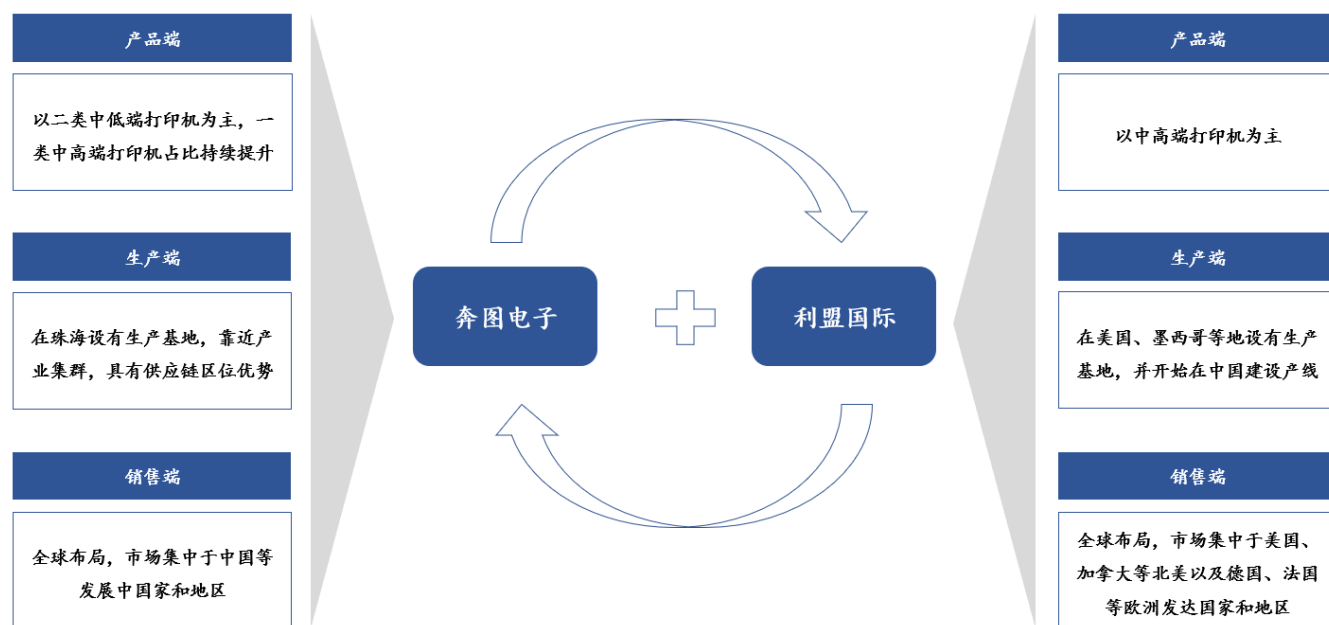 产品端
以二类中低端打印机为主，一
类中高端打印机占比持续提升
生产端
在珠海设有生产基地，靠近产
业集群，具有供应链区位优势
销售端
全球布局，市场集中于中国等
发展中国家和地区
奔图电子
利盟国际
产品端
以中高端打印机为主
生产端
在美国、墨西哥等地设有生产
基地，并开始在中国建设产线
销售端
全球布局，市场集中于美国、
加拿大等北美以及德国、法国
等欧洲发达国家和地区